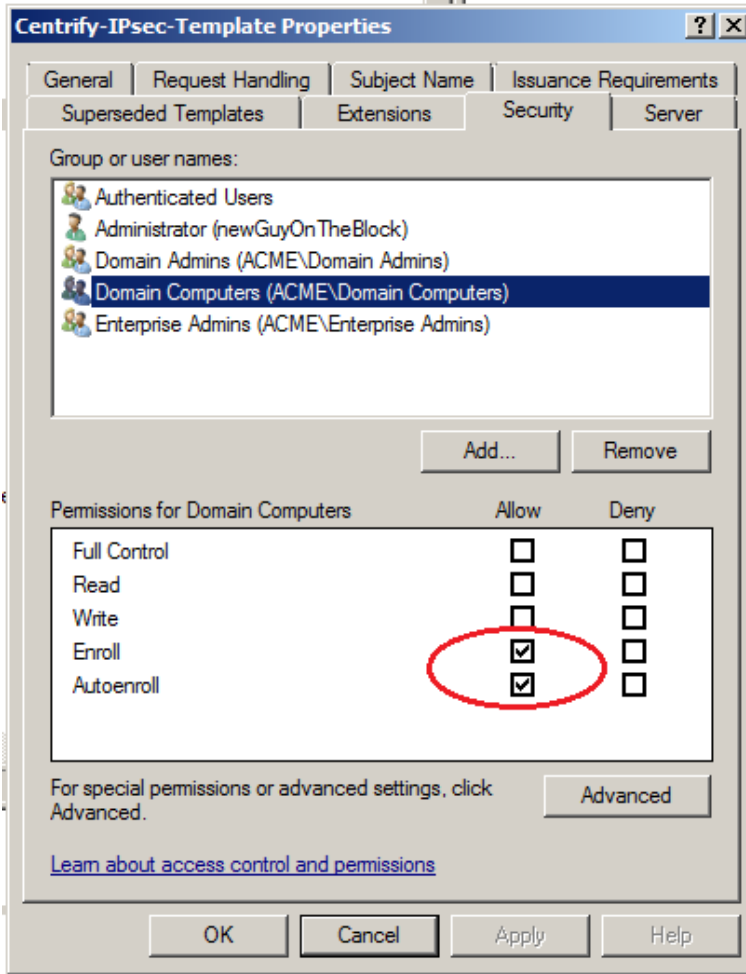 Centrify-IPsec-Template Properties
General Request Handling Subject Name Issuance Requirements
Superseded Templates Extensions Security Server
Group or user names:
Authenticated Users
Administrator (newGuyOnTheBlock)
Domain Admins (ACME\Domain Admins)
Domain Computers (ACME\Domain Computers)
Enterprise Admins (ACME\Enterprise Admins)
Add... Remove
Permissions for Domain Computers Allow Deny
Full Control
Read
Write
Enroll
Autoenroll
For special permissions or advanced settings, click
Advanced.
Advanced
Learn about access control and permissions
OK Cancel Apply Help